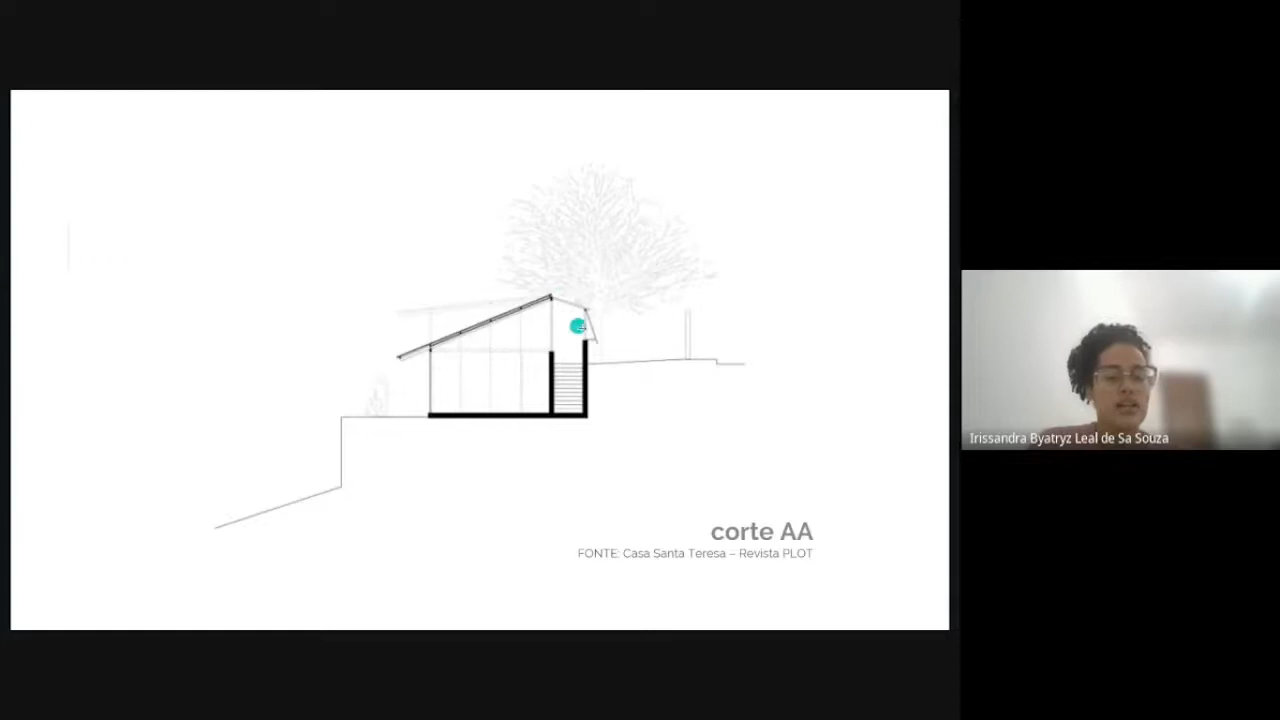 corte AA
FONTE: Casa Santa Teresa – Revista PLOT
Irissandra Byatryz Leal de Sa Souza